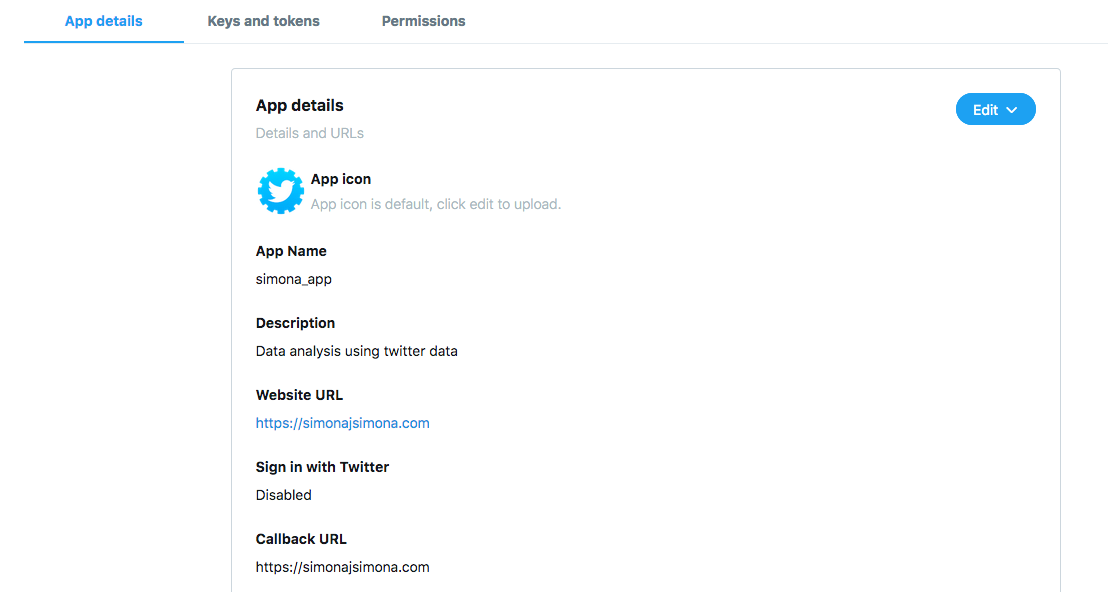 App details Keys and tokens Permissions
App details
Edit
Details and URLs
App icon
App icon is default, click edit to upload.
App Name
simona_app
Description
Data analysis using twitter data
Website URL
https://simonajsimona.com
Sign in with Twitter
Disabled
Callback URL
https://simonajsimona.com